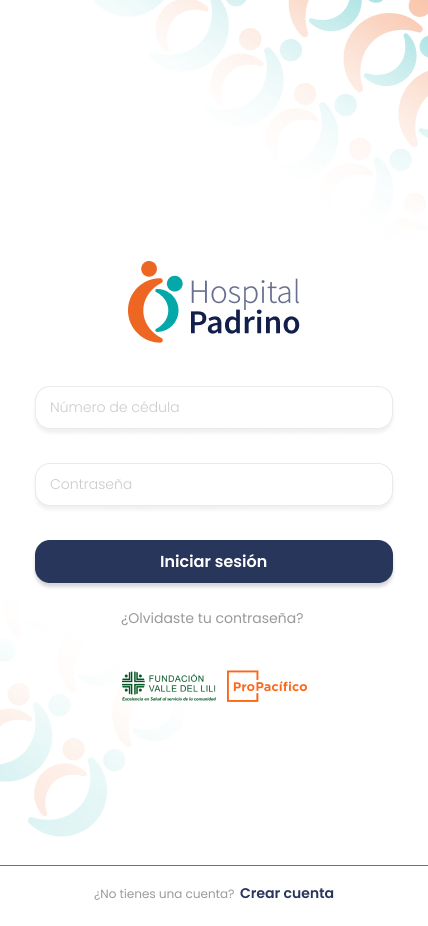 Hospital
Padrino
Número de cédula
Contraseña
Iniciar sesión
¿Olvidaste tu contraseña?
FUNDACIÓN
VALLE DEL LILI
Excelencia en Salud al servicio de la comunidad
ProPacífico
¿No tienes una cuenta? Crear cuenta